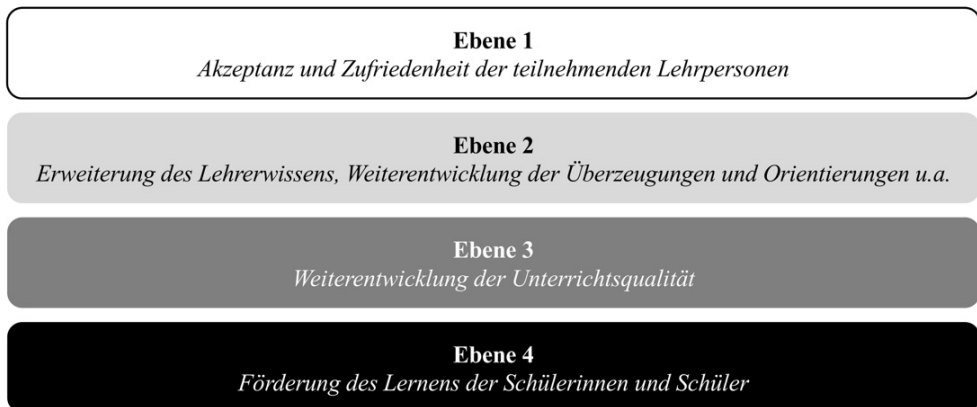 Ebene 1
Akzeptanz und Zufriedenheit der teilnehmenden Lehrpersonen
Ebene 2
Erweiterung des Lehrerwissens, Weiterentwicklung der Überzeugungen und Orientierungen u.a.
Ebene 3
Weiterentwicklung der Unterrichtsqualität
Ebene 4
Förderung des Lernens der Schülerinnen und Schüler